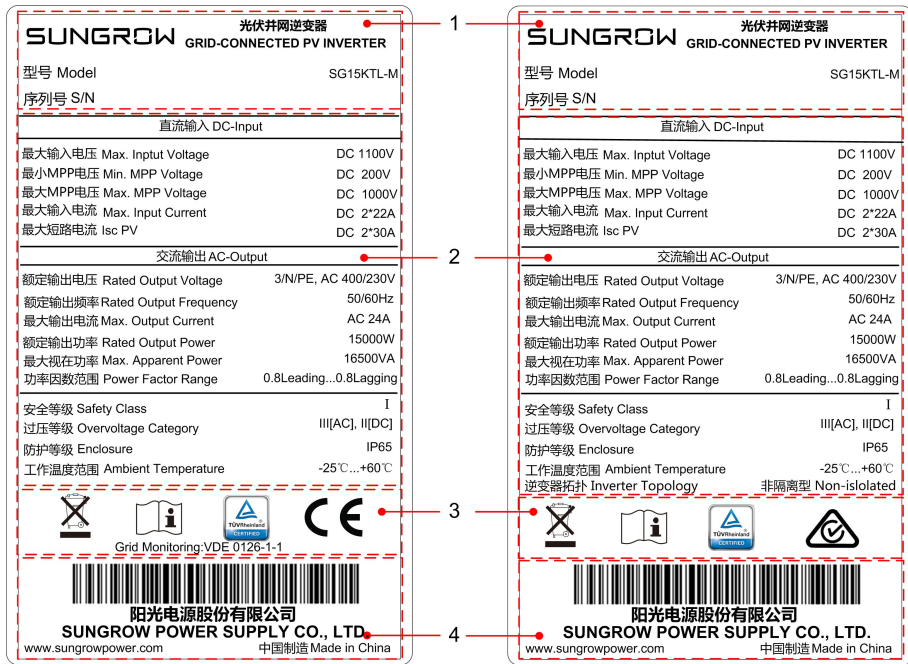 SUNGROW
光伏并网逆变器
GRID-CONNECTED PV INVERTER
型号 Model SG15KTL-M
序列号 S/N
直流输入 DC-Input
最大输入电压 Max. Intput Voltage DC 1100V
最小MPP电压 Min. MPP Voltage DC 200V
最大MPP电压 Max. MPP Voltage DC 1000V
最大输入电流 Max. Input Current DC 2*22A
最大短路电流 Isc PV DC 2*30A
交流输出 AC-Output
额定输出电压 Rated Output Voltage 3/N/PE, AC 400/230V
额定输出频率 Rated Output Frequency 50/60Hz
最大输出电流 Max. Output Current AC 24A
额定输出功率 Rated Output Power 15000W
最大视在功率 Max. Apparent Power 16500VA
功率因数范围 Power Factor Range 0.8Leading...0.8Lagging
安全等级 Safety Class I
过压等级 Overvoltage Category III[AC], II[DC]
防护等级 Enclosure IP65
工作温度范围 Ambient Temperature -25℃...+60℃
TÜVRheinland
CERTIFIED
CE
Grid Monitoring:VDE 0126-1-1
阳光电源股份有限公司
SUNGROW POWER SUPPLY CO., LTD.
www.sungrowpower.com 中国制造 Made in China
1
2
3
4
SUNGROW
光伏并网逆变器
GRID-CONNECTED PV INVERTER
型号 Model SG15KTL-M
序列号 S/N
直流输入 DC-Input
最大输入电压 Max. Intput Voltage DC 1100V
最小MPP电压 Min. MPP Voltage DC 200V
最大MPP电压 Max. MPP Voltage DC 1000V
最大输入电流 Max. Input Current DC 2*22A
最大短路电流 Isc PV DC 2*30A
交流输出 AC-Output
额定输出电压 Rated Output Voltage 3/N/PE, AC 400/230V
额定输出频率 Rated Output Frequency 50/60Hz
最大输出电流 Max. Output Current AC 24A
额定输出功率 Rated Output Power 15000W
最大视在功率 Max. Apparent Power 16500VA
功率因数范围 Power Factor Range 0.8Leading...0.8Lagging
安全等级 Safety Class I
过压等级 Overvoltage Category III[AC], II[DC]
防护等级 Enclosure IP65
工作温度范围 Ambient Temperature -25℃...+60℃
逆变器拓扑 Inverter Topology 非隔离型 Non-islolated
TÜVRheinland
CERTIFIED
阳光电源股份有限公司
SUNGROW POWER SUPPLY CO., LTD.
www.sungrowpower.com 中国制造 Made in China